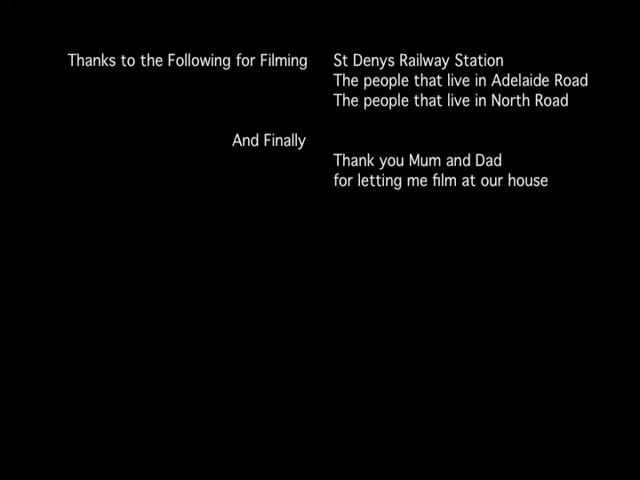 Thanks to the Following for Filming St Denys Railway Station
The people that live in Adelaide Road
The people that live in North Road
And Finally
Thank you Mum and Dad
for letting me film at our house